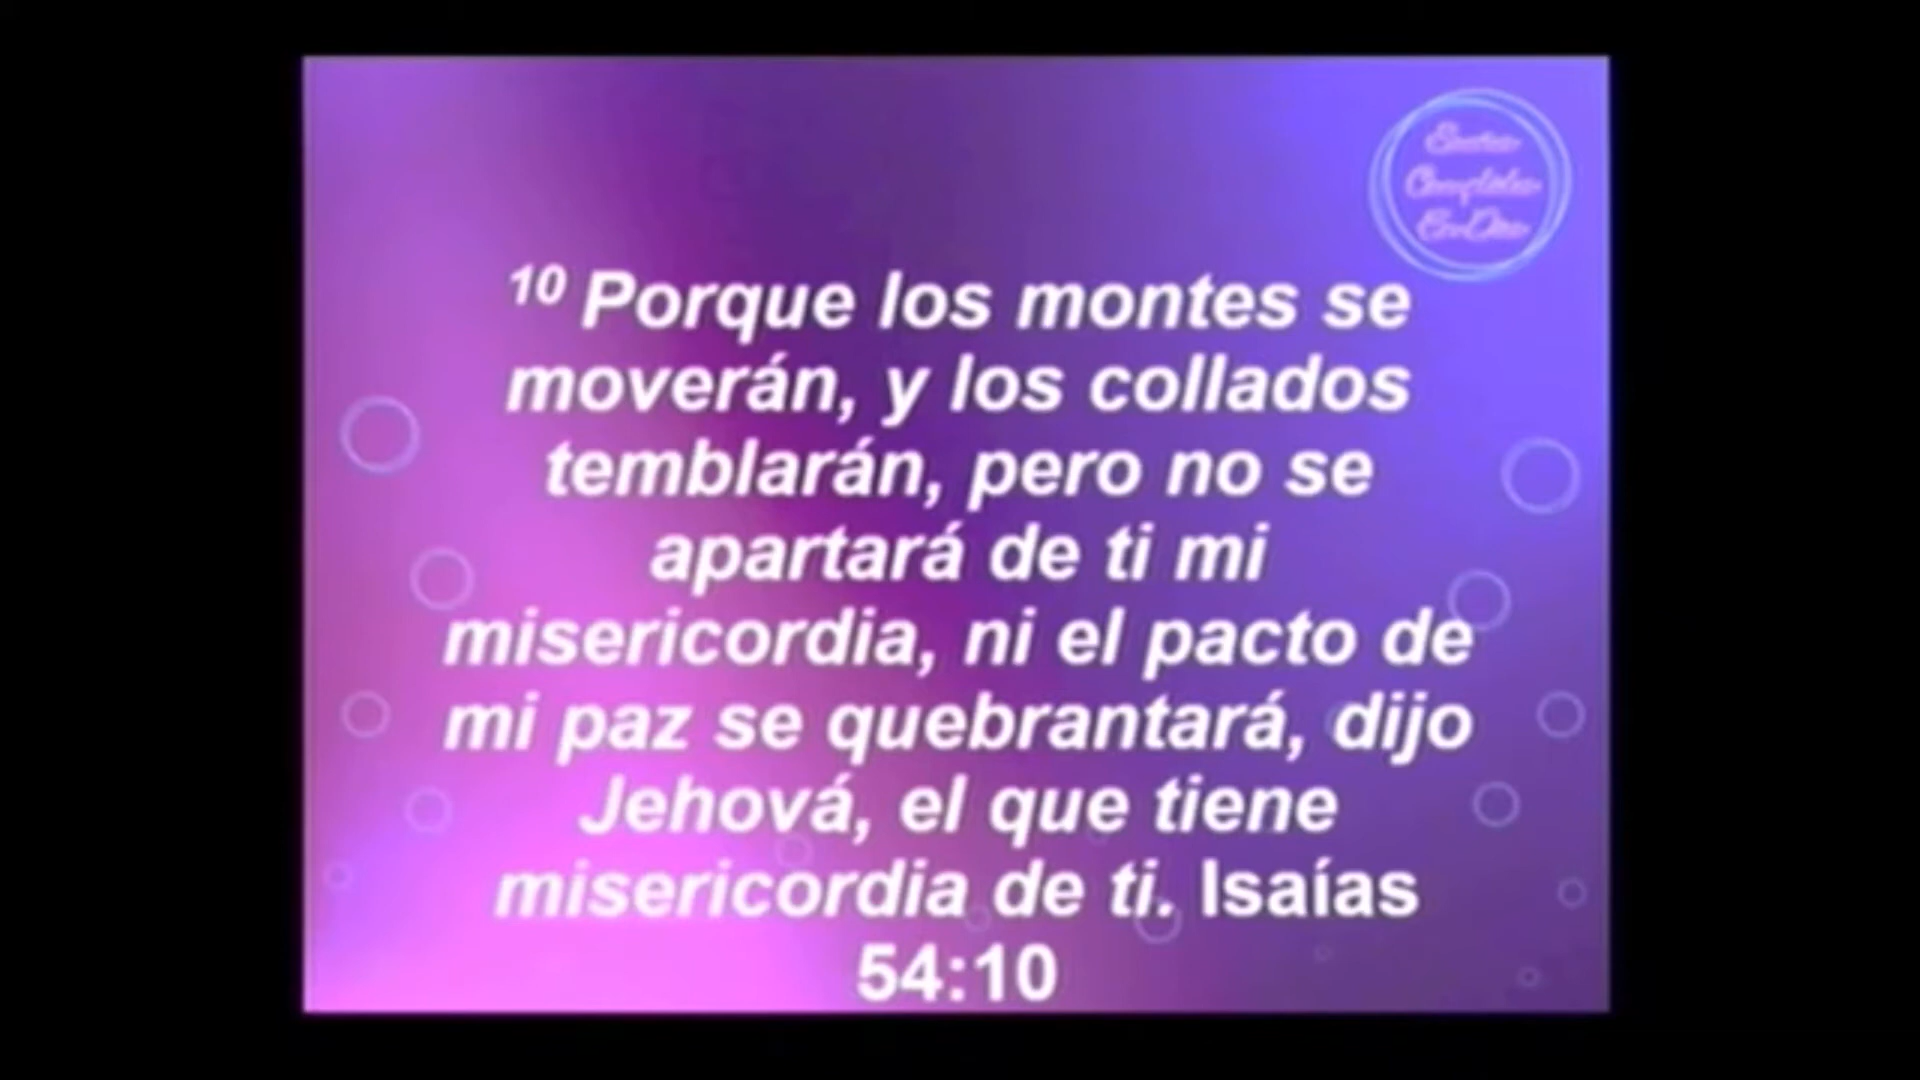 10 Porque los montes se
moverán, y los collados
temblarán, pero no se
apartará de ti mi
misericordia, ni el pacto de
mi paz se quebrantará, dijo
Jehová, el que tiene
misericordia de ti. Isaías
54:10